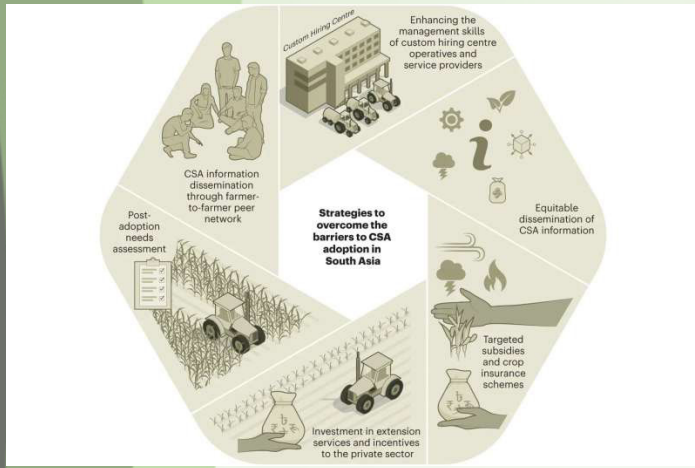 Custom Hiring Centre
Enhancing the
management skills
of custom hiring centre
operatives and
service providers
Equitable
dissemination of
CSA information
Targeted
subsidies
and crop
insurance
schemes
Investment in extension
services and incentives
to the private sector
Post-
adoption
needs
assessment
CSA information
dissemination
through farmer-
to-farmer peer
network
Strategies to
overcome the
barriers to CSA
adoption in
South Asia